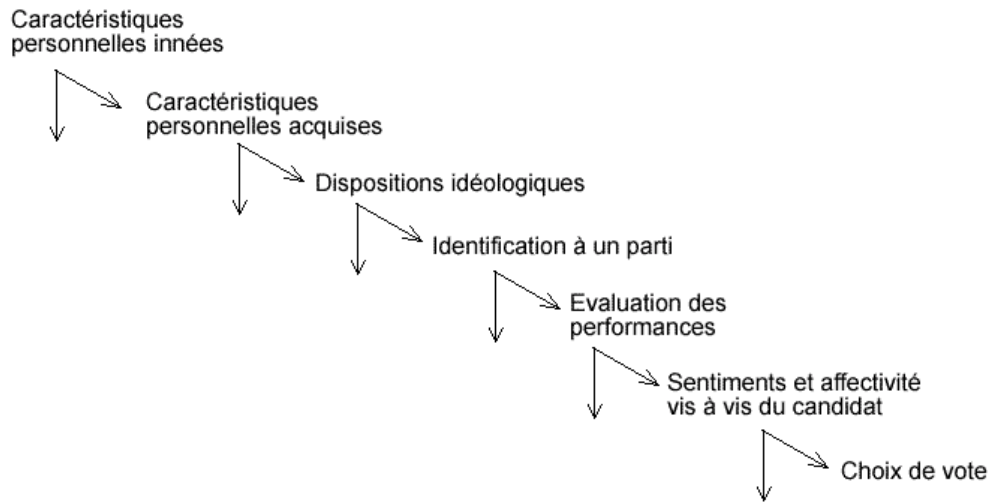 Caractéristiques
personnelles innées
Caractéristiques
personnelles acquises
Dispositions idéologiques
Identification à un parti
Evaluation des
performances
Sentiments et affectivité
vis à vis du candidat
Choix de vote